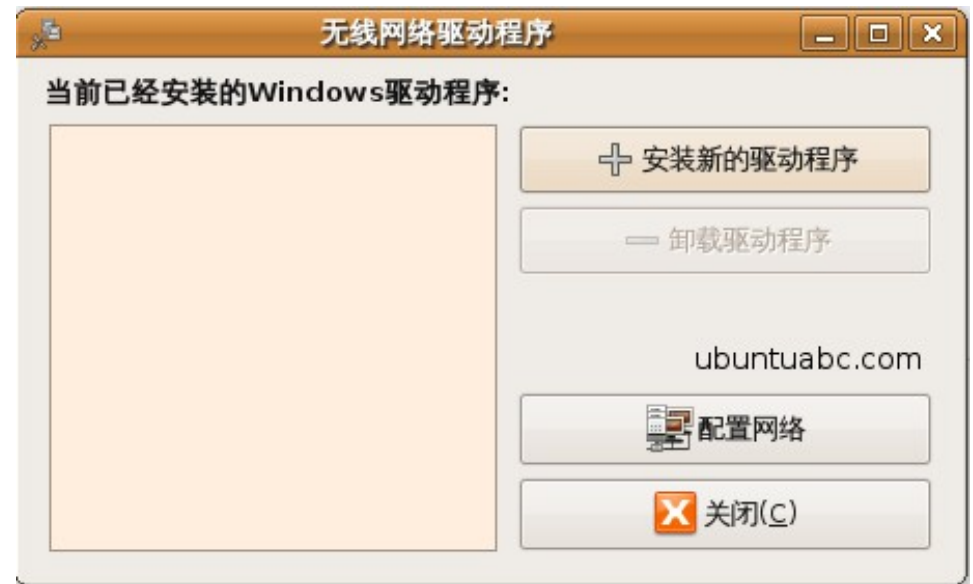 无线网络驱动程序
当前已经安装的Windows驱动程序:
安装新的驱动程序
卸载驱动程序
ubuntuabc.com
配置网络
关闭(C)